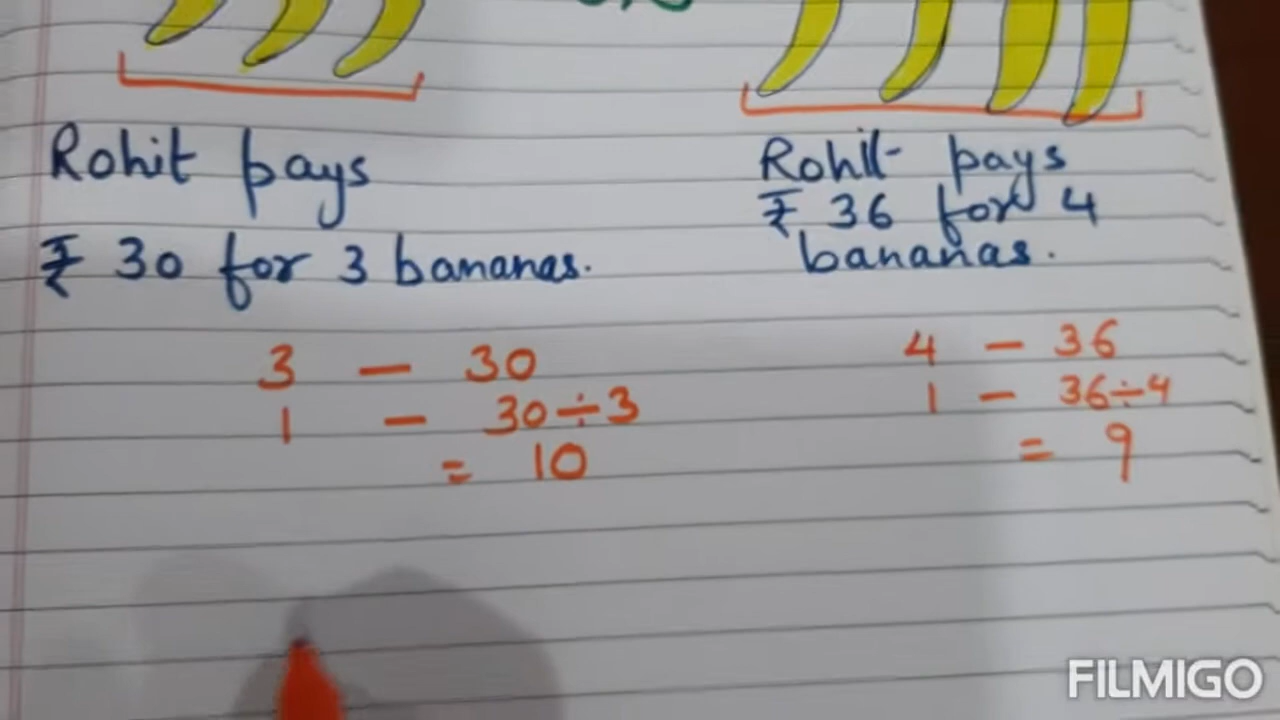 Rohit pays
₹ 30 for 3 bananas.
3 — 30
1 — 30÷3
= 10
Rohit pays
₹ 36 for 4
bananas.
4 — 36
1 — 36÷4
= 9
FILMIGO